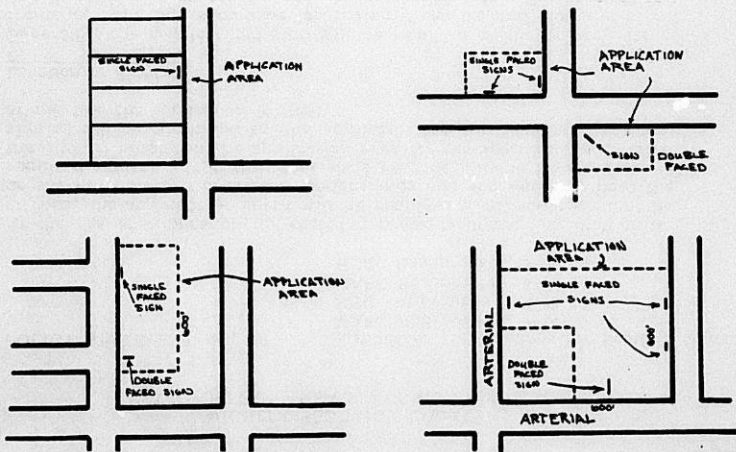 SINGLE FACED
SIGN
APPLICATION
AREA
SINGLE FACED
SIGNS
APPLICATION
AREA
SIGN
DOUBLE
FACED
SINGLE
FACED
SIGN
600'
DOUBLE
FACED SIGN
APPLICATION
AREA
APPLICATION
AREA
SINGLE FACED
SIGNS
600'
DOUBLE
FACED
SIGN
600'
ARTERIAL
ARTERIAL